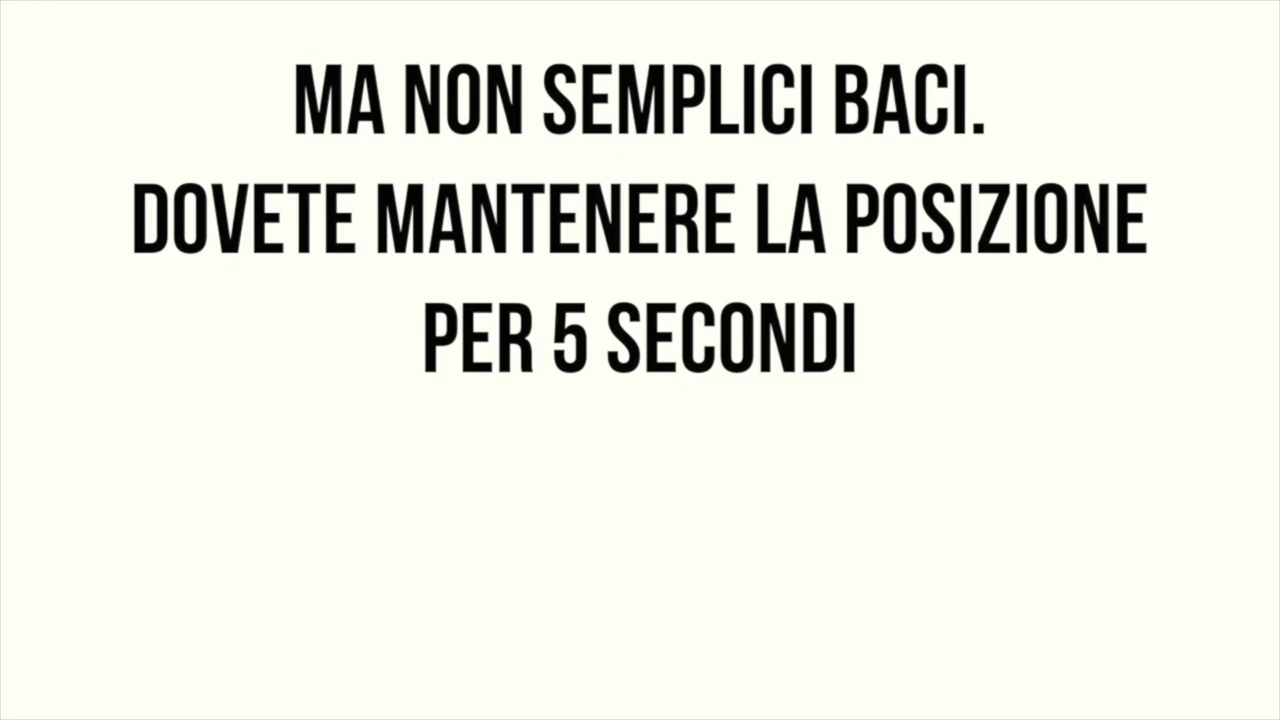 MA NON SEMPLICI BACI.
DOVETE MANTENERE LA POSIZIONE
PER 5 SECONDI